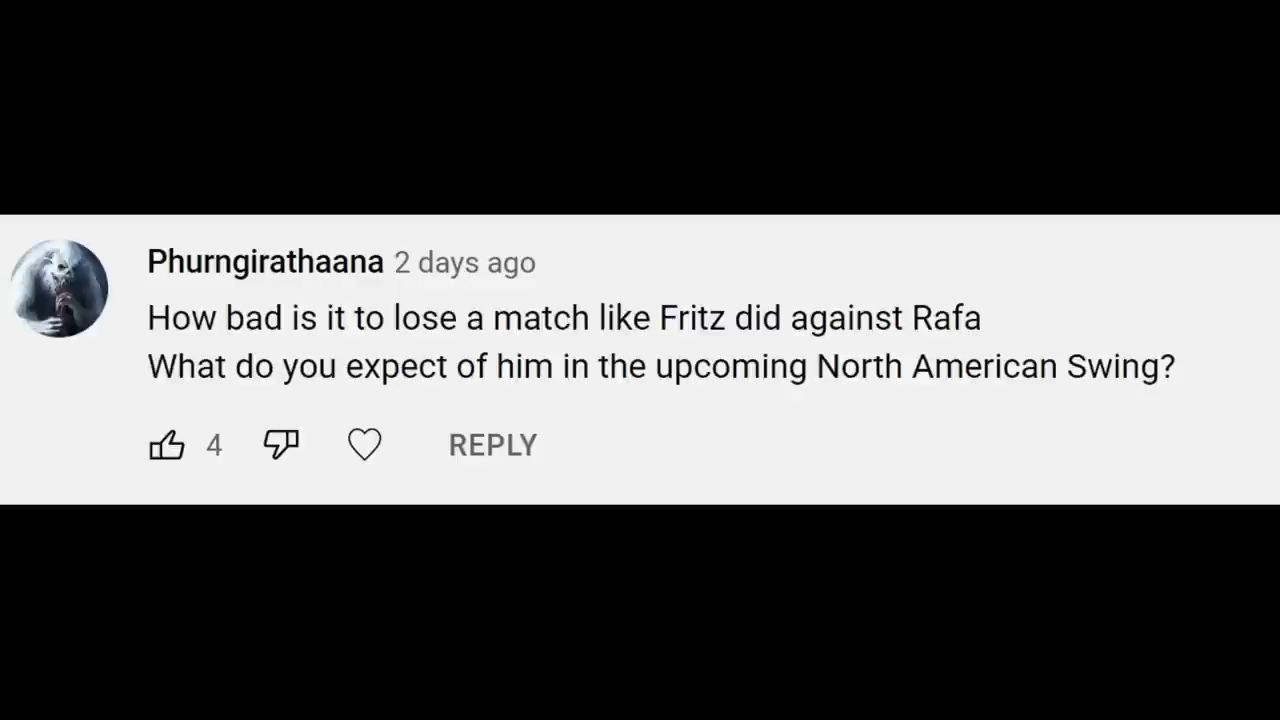 Phurngirathaana 2 days ago
How bad is it to lose a match like Fritz did against Rafa
What do you expect of him in the upcoming North American Swing?
4 REPLY